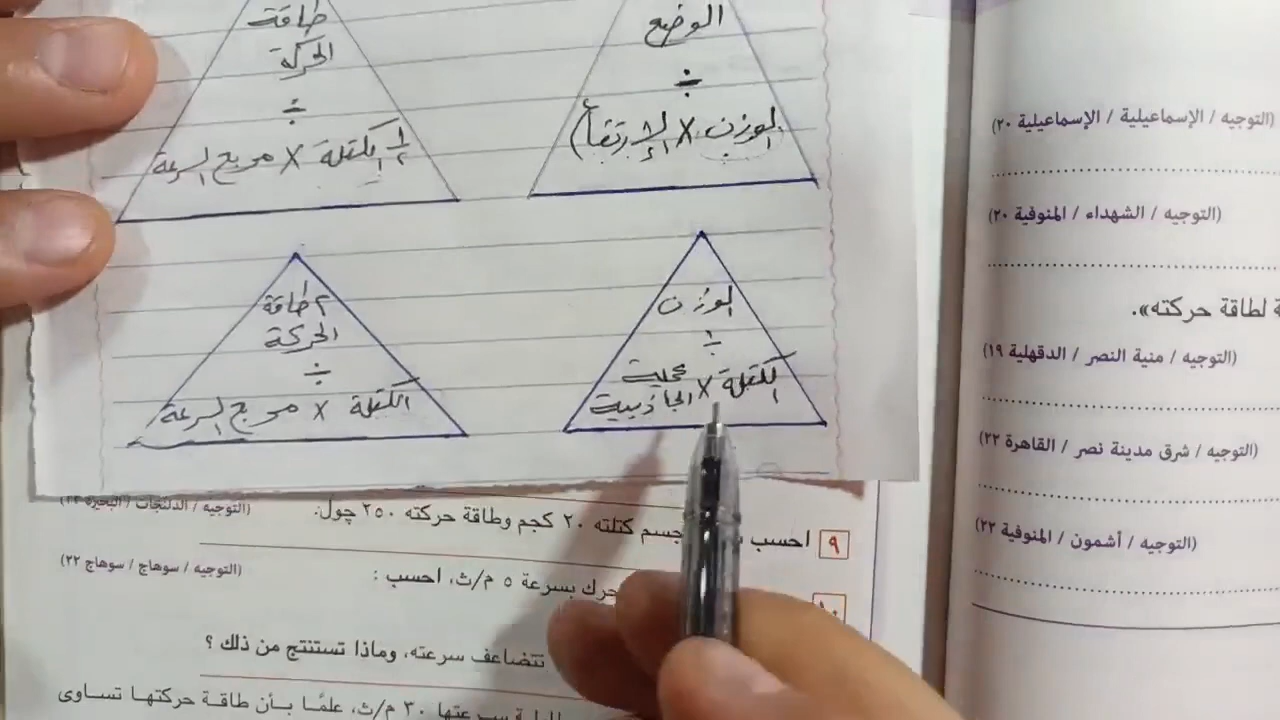 الوضع
÷
الوزن × الإرتفاع
طاقة
الحركة
÷
½ الكتلة × مربع السرعة
الوزن
÷
الكتلة × عجلة
الجاذبية
٢ طاقة
الحركة
÷
الكتلة × مربع السرعة
(التوجيه / الإسماعيلية / الإسماعيلية ٢٠)
(التوجيه / الشهداء / المنوفية ٢٠)
لطاقة حركته».
(التوجيه / منية النصر / الدقهلية ١٩)
(التوجيه / شرق مدينة نصر / القاهرة ٢٢)
(التوجيه / أشمون / المنوفية ٢٢)
٩ احسب جسم كتلته ٢٠ كجم وطاقة حركته ٢٥٠ چول.
(التوجيه / الدلنجات / البحيرة ٢٢)
بسرعة ٥ م/ث، احسب :
(التوجيه / سوهاج / سوهاج ٢٢)
تتضاعف سرعته، وماذا تستنتج من ذلك ؟
سرعتها ٣٠ م/ث، علمًا بأن طاقة حركتها تساوى